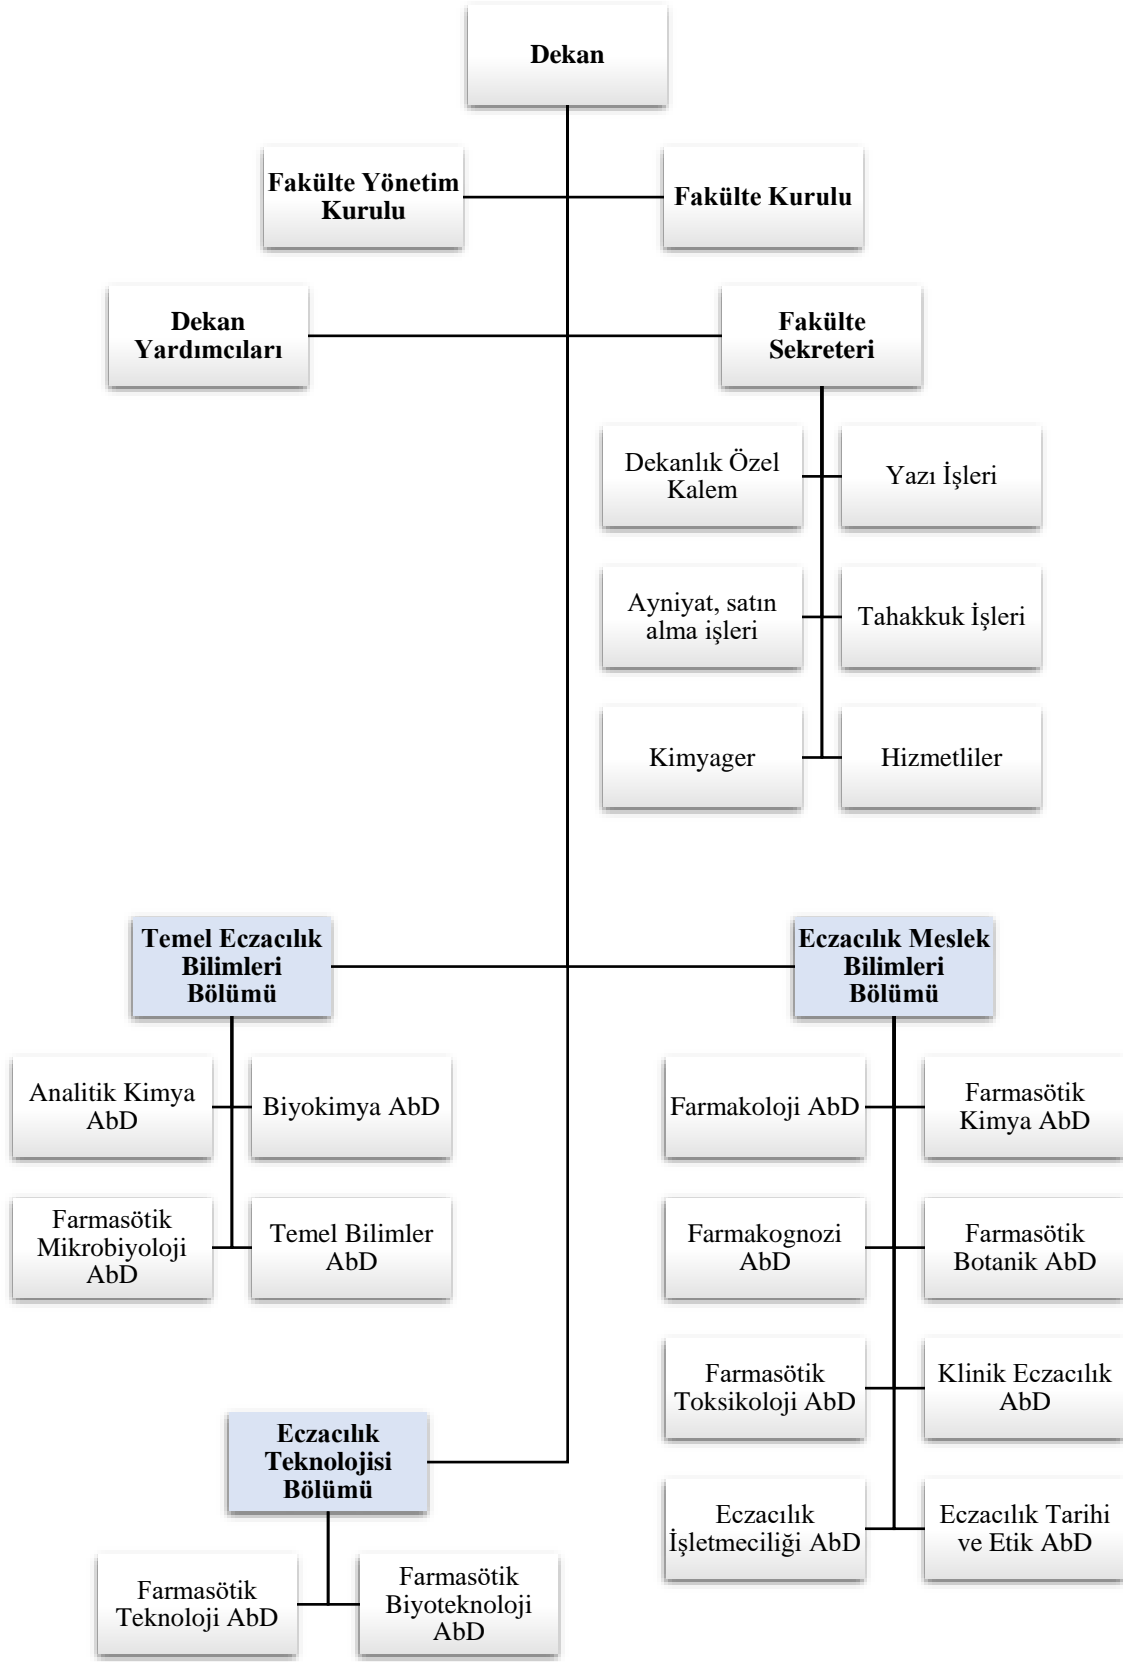 Dekan
Fakülte Yönetim
Kurulu
Fakülte Kurulu
Dekan
Yardımcıları
Fakülte
Sekreteri
Dekanlık Özel
Kalem
Yazı İşleri
Ayniyat, satın
alma işleri
Tahakkuk İşleri
Kimyager
Hizmetliler
Temel Eczacılık
Bilimleri
Bölümü
Eczacılık Meslek
Bilimleri
Bölümü
Analitik Kimya
AbD
Biyokimya AbD
Farmakoloji AbD
Farmasötik
Kimya AbD
Farmasötik
Mikrobiyoloji
AbD
Temel Bilimler
AbD
Farmakognozi
AbD
Farmasötik
Botanik AbD
Farmasötik
Toksikoloji AbD
Klinik Eczacılık
AbD
Eczacılık
Teknolojisi
Bölümü
Eczacılık
İşletmeciliği AbD
Eczacılık Tarihi
ve Etik AbD
Farmasötik
Teknoloji AbD
Farmasötik
Biyoteknoloji
AbD